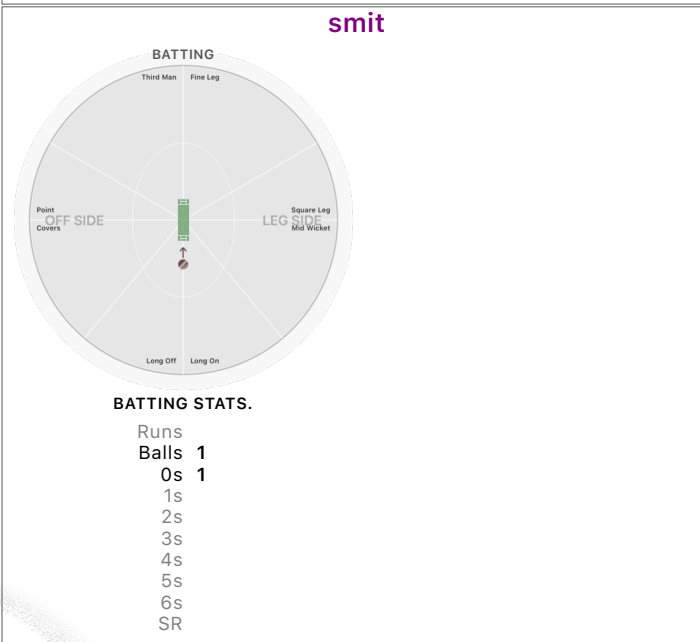 smit
BATTING
Third Man Fine Leg
Point Square Leg
OFF SIDE LEG SIDE
Covers Mid Wicket
Long Off Long On
BATTING STATS.
Runs
Balls 1
0s 1
1s
2s
3s
4s
5s
6s
SR